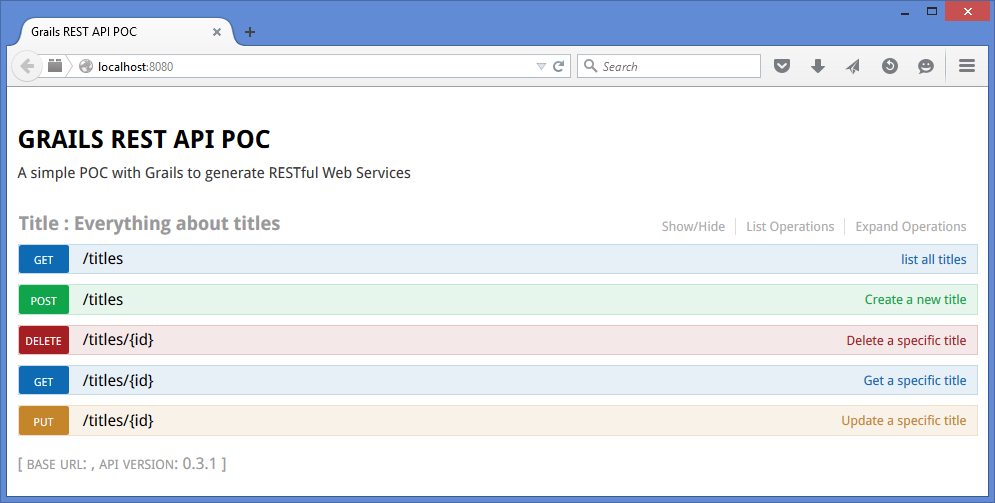 Grails REST API POC
localhost:8080
Search
GRAILS REST API POC
A simple POC with Grails to generate RESTful Web Services
Title : Everything about titles
Show/Hide List Operations Expand Operations
GET /titles list all titles
POST /titles Create a new title
DELETE /titles/{id} Delete a specific title
GET /titles/{id} Get a specific title
PUT /titles/{id} Update a specific title
[ BASE URL: , API VERSION: 0.3.1 ]